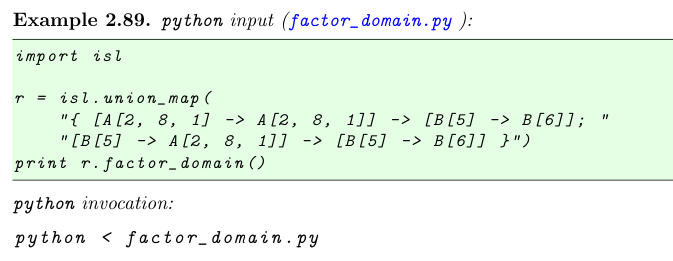 Example 2.89. python input (factor_domain.py ):
import isl
r = isl.union_map(
"{ [A[2, 8, 1] -> A[2, 8, 1]] -> [B[5] -> B[6]]; "
"[B[5] -> A[2, 8, 1]] -> [B[5] -> B[6]] }")
print r.factor_domain()
python invocation:
python < factor_domain.py